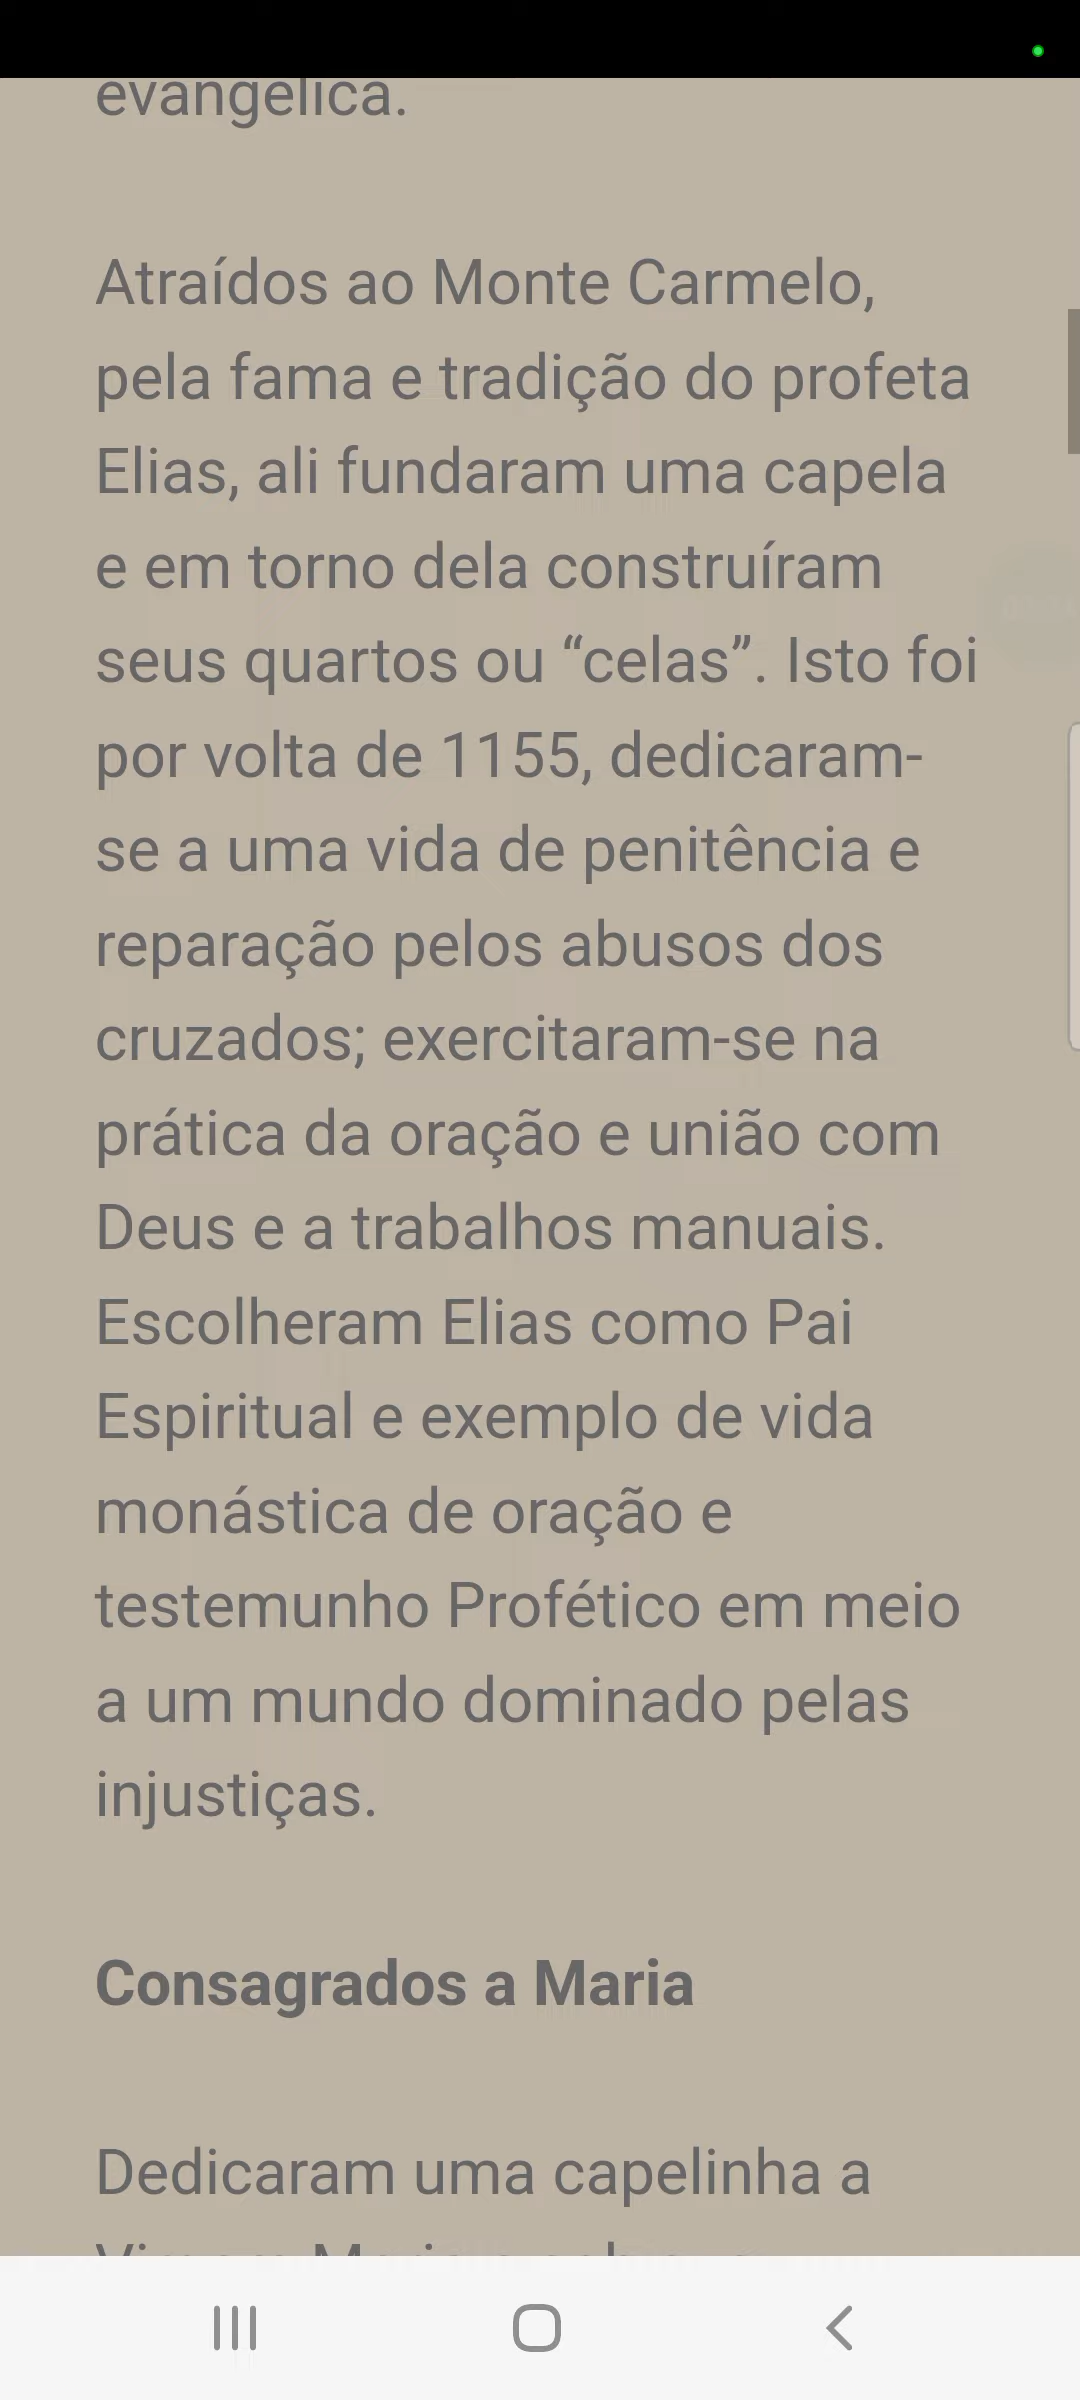 evangélica.
Atraídos ao Monte Carmelo,
pela fama e tradição do profeta
Elias, ali fundaram uma capela
e em torno dela construíram
seus quartos ou “celas”. Isto foi
por volta de 1155, dedicaram-
se a uma vida de penitência e
reparação pelos abusos dos
cruzados; exercitaram-se na
prática da oração e união com
Deus e a trabalhos manuais.
Escolheram Elias como Pai
Espiritual e exemplo de vida
monástica de oração e
testemunho Profético em meio
a um mundo dominado pelas
injustiças.
Consagrados a Maria
Dedicaram uma capelinha a